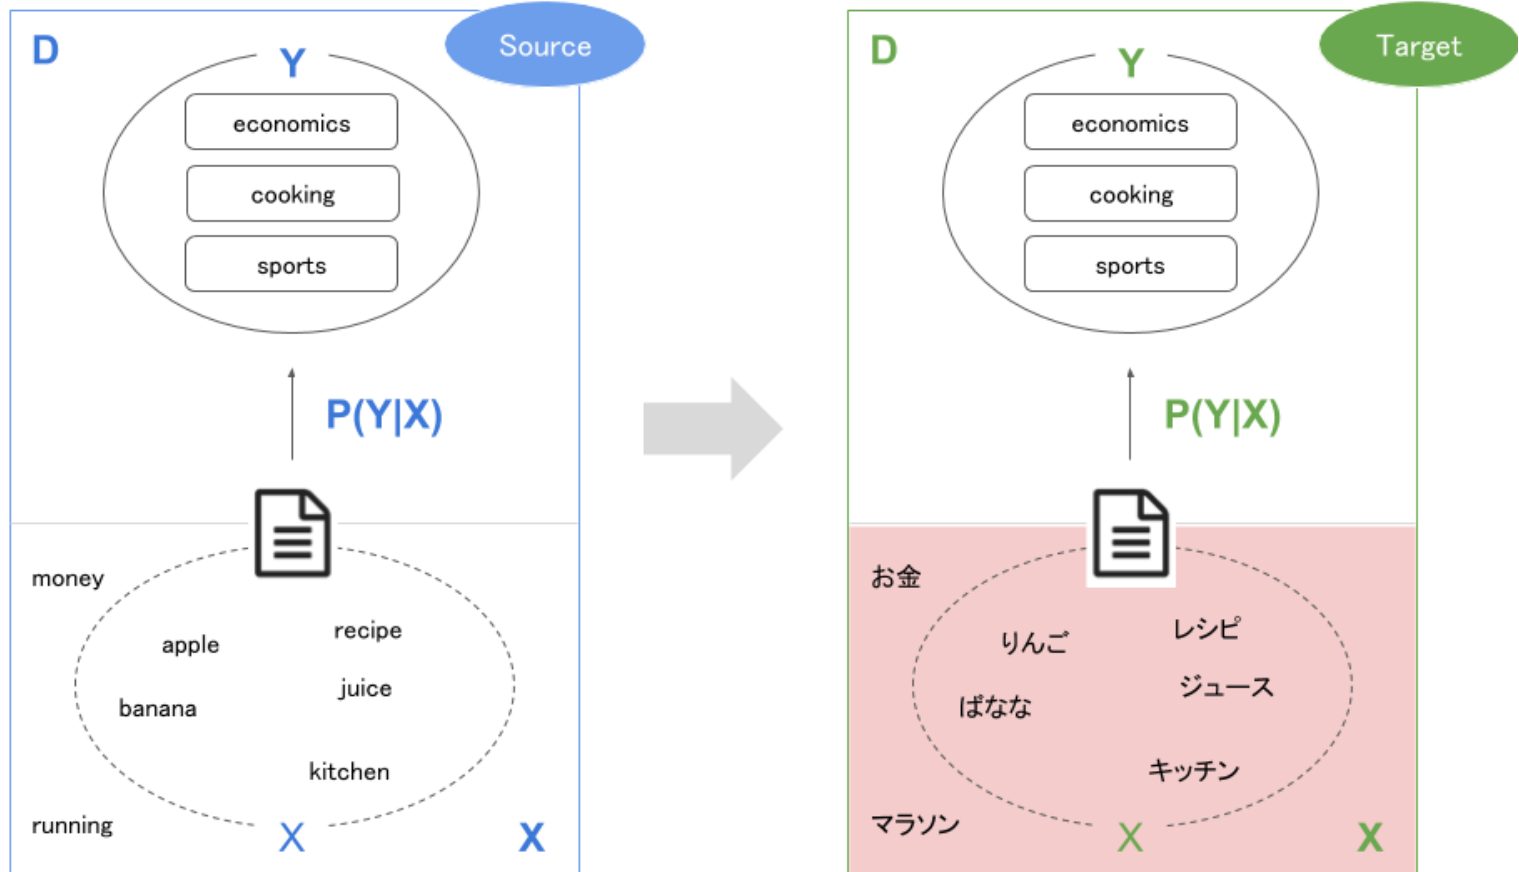 D
Y
Source
economics
cooking
sports
P(Y|X)
money
apple
recipe
banana
juice
kitchen
running
X
X
D
Y
Target
economics
cooking
sports
P(Y|X)
お金
りんご
レシピ
ばなな
ジュース
キッチン
マラソン
X
X